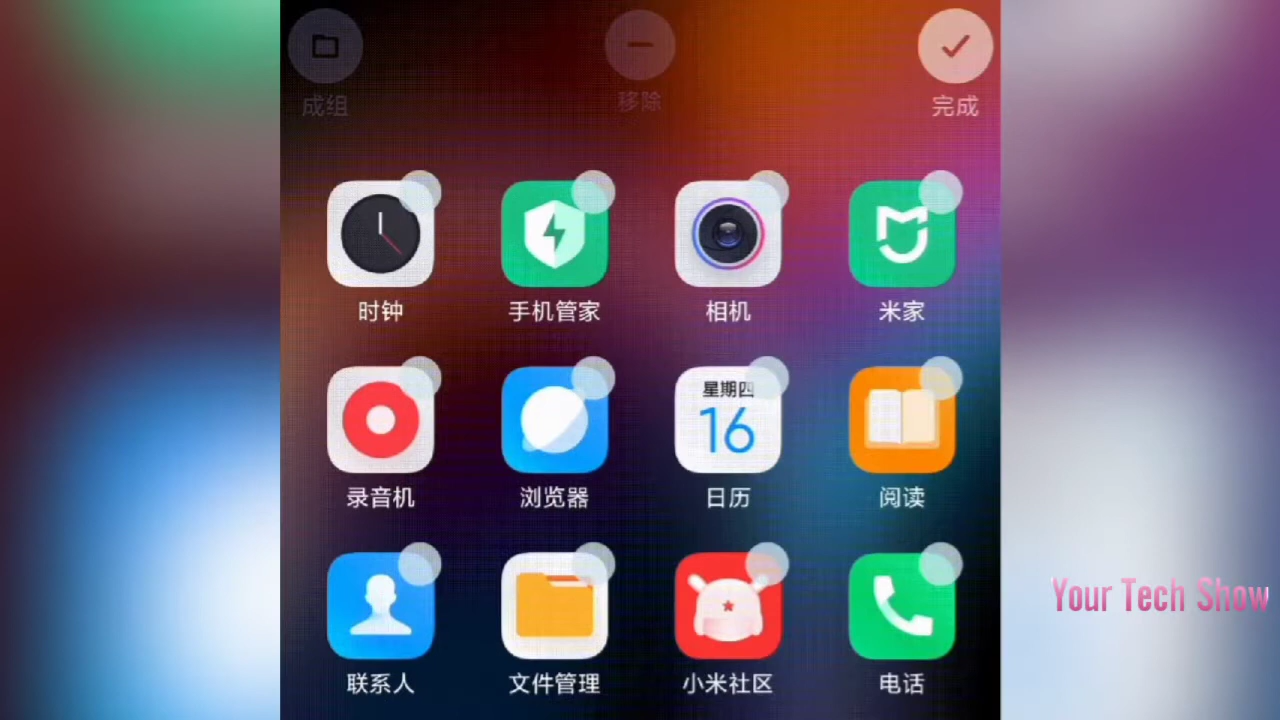 成组 移除 完成
时钟 手机管家 相机 米家
星期四
16
录音机 浏览器 日历 阅读
Your Tech Show
联系人 文件管理 小米社区 电话